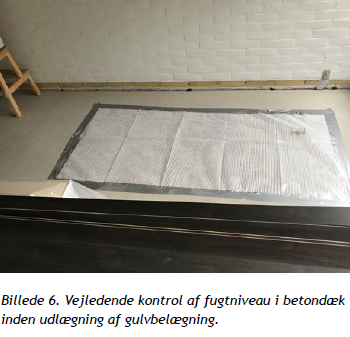 Billede 6. Vejledende kontrol af fugtniveau i betondæk
inden udlægning af gulvbelægning.